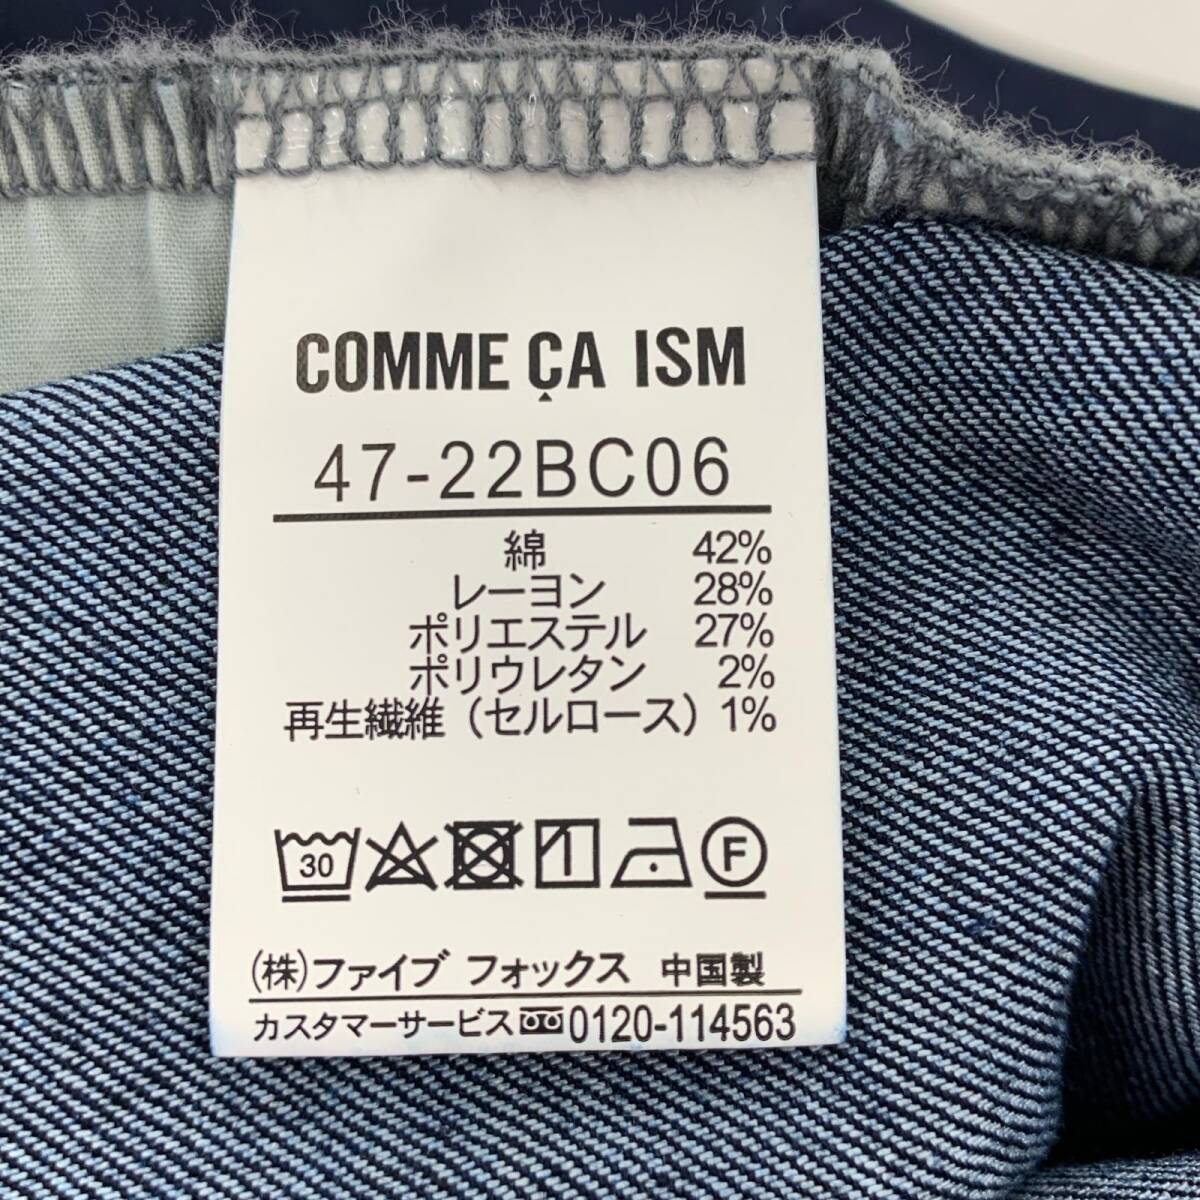 COMME ÇA ISM
47-22BC06
綿 42%
レーヨン 28%
ポリエステル 27%
ポリウレタン 2%
再生繊維（セルロース）1%
30
F
(株)ファイブ フォックス 中国製
カスタマーサービス 0120-114563